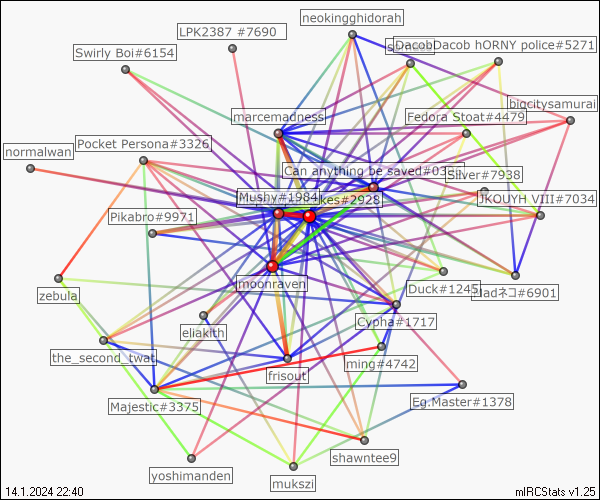 neokingghidorah
LPK2387 #7690
DacobDacob hORNY police#5271
Swirly Boi#6154
bigcitysamurai
marcemadness
Fedora Stoat#4479
Pocket Persona#3326
normalwan
Can anything be saved#03
Silver#7938
Mushy#1984
kes#2928
JKOUYH VIII#7034
Pikabro#9971
moonraven
Duck#1245
ネコ#6901
zebula
Cypha#1717
eliakith
the_second_twat
ming#4742
frisout
Majestic#3375
Eg.Master#1378
shawntee9
yoshimanden
mukszi
14.1.2024 22:40
mIRCStats v1.25